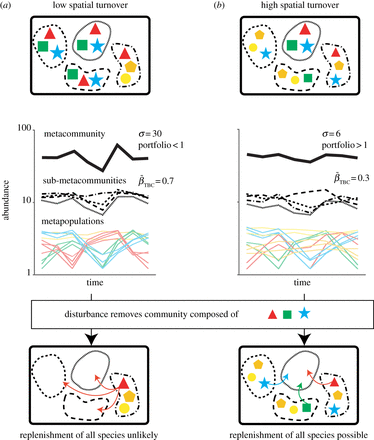 (a) low spatial turnover
(b) high spatial turnover
100
metacommunity
σ = 30
portfolio < 1
sub-metacommunities
β̂TBC = 0.7
10
abundance
metapopulations
1
time
σ = 6
portfolio > 1
β̂TBC = 0.3
time
disturbance removes community composed of
replenishment of all species unlikely
replenishment of all species possible